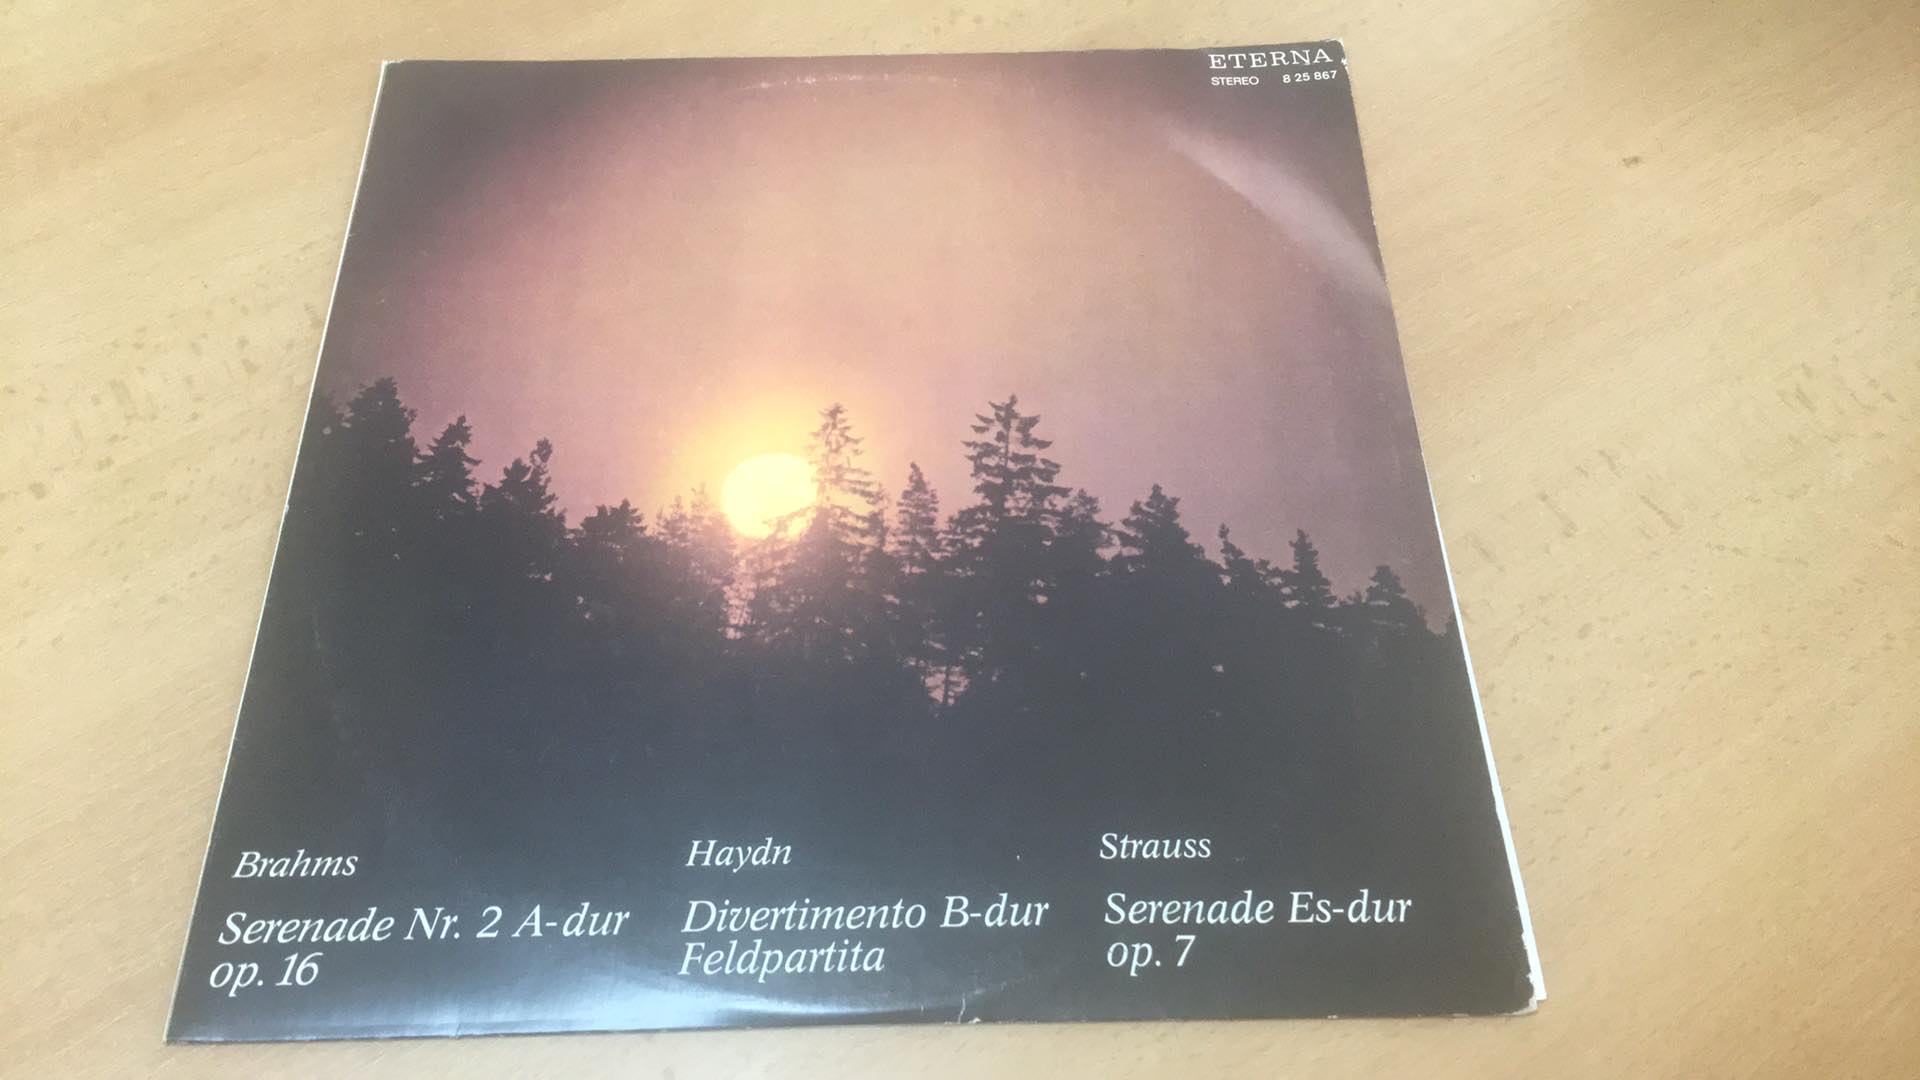 ETERNA
STEREO 8 25 867
Brahms
Serenade Nr. 2 A-dur
op. 16
Haydn
Divertimento B-dur
Feldpartita
Strauss
Serenade Es-dur
op. 7